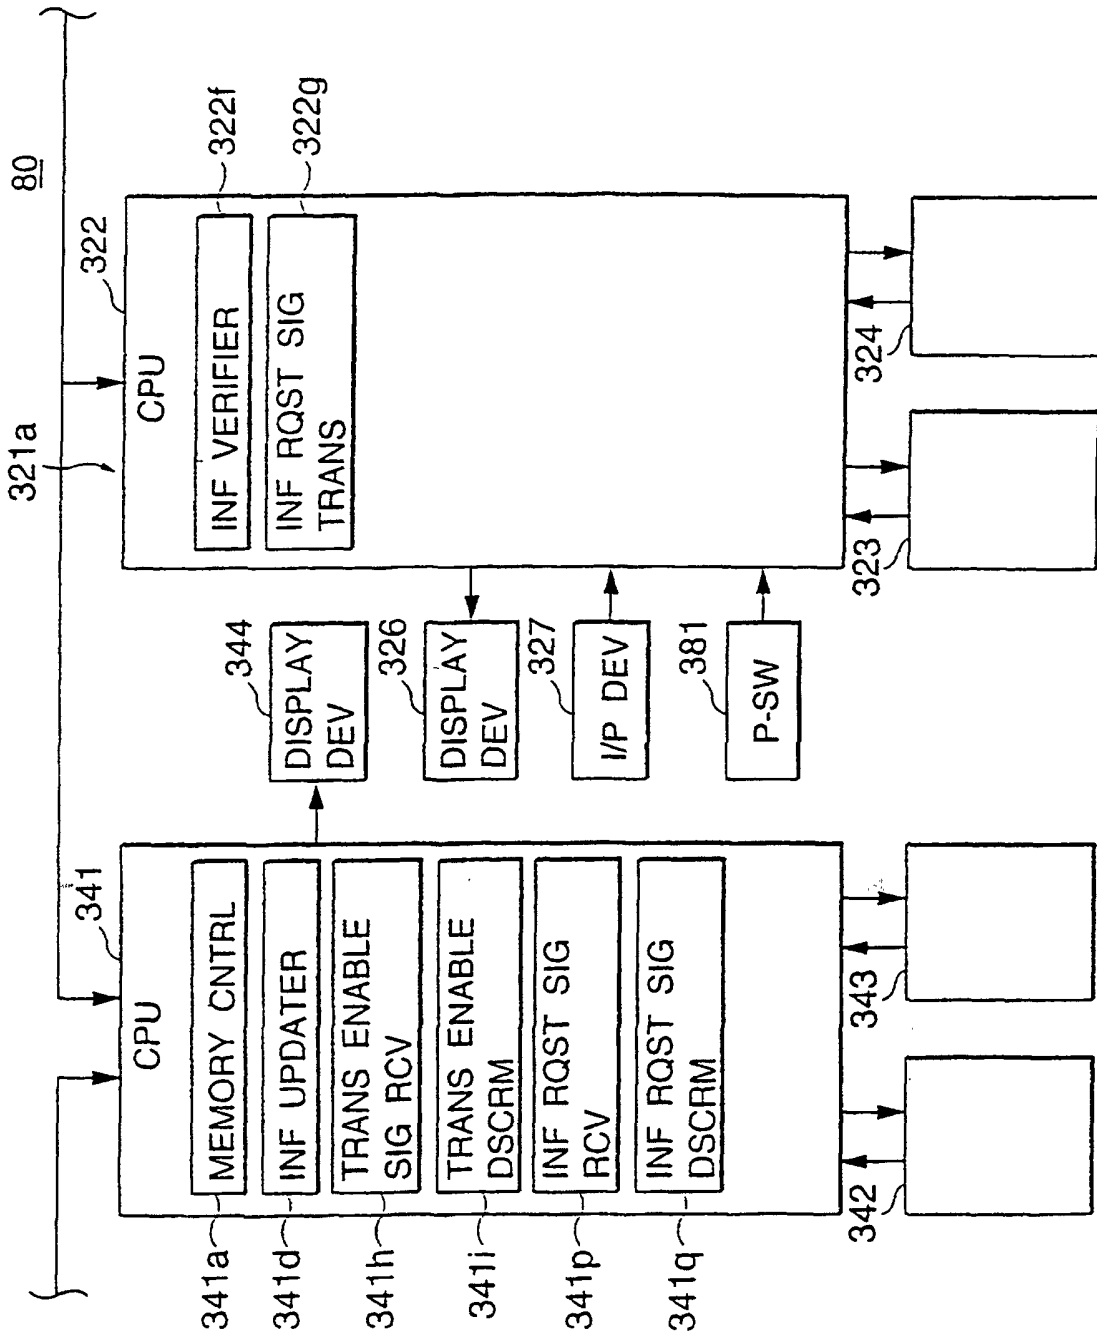 80
321a
341
CPU
341a
MEMORY CNTRL
341d
INF UPDATER
341h
TRANS ENABLE
SIG RCV
341i
TRANS ENABLE
DSCRM
341p
INF RQST SIG
RCV
341q
INF RQST SIG
DSCRM
342
343
344
DISPLAY
DEV
326
DISPLAY
DEV
327
I/P DEV
381
P-SW
322
CPU
INF VERIFIER
322f
INF RQST SIG
TRANS
322g
323
324